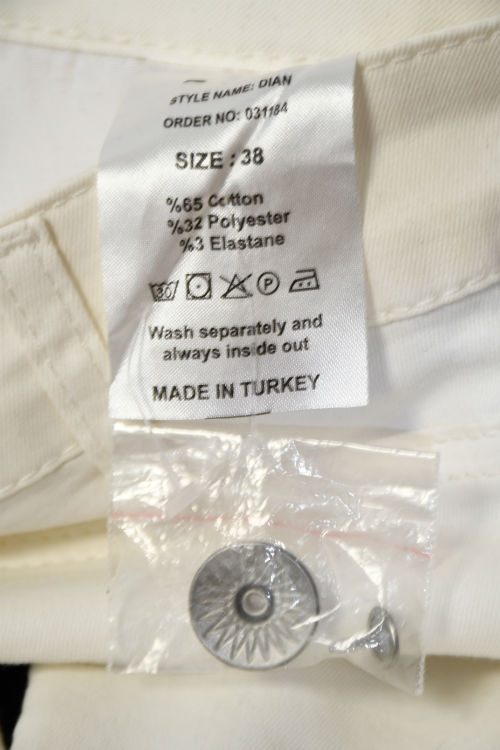 STYLE NAME: DIAN
ORDER NO: 031184
SIZE : 38
%65 Cotton
%32 Polyester
%3 Elastane
30 P
Wash separately and
always inside out
MADE IN TURKEY